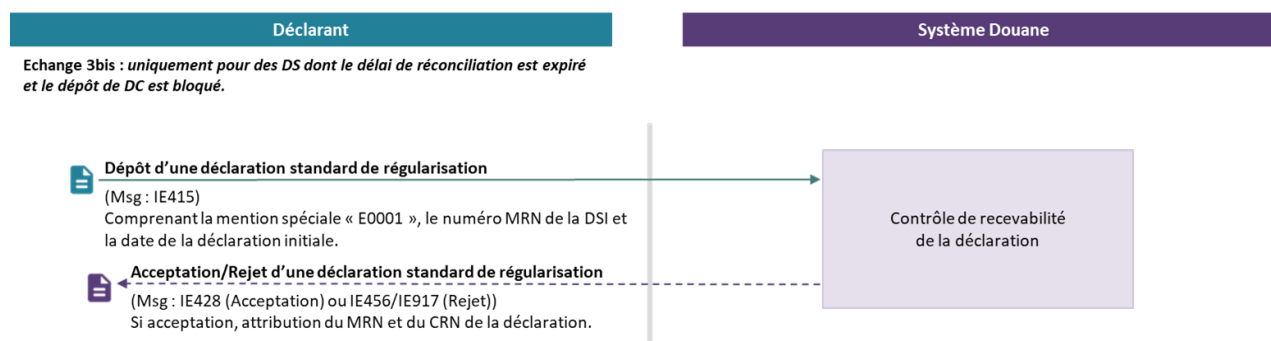 Déclarant
Système Douane
Echange 3bis : uniquement pour des DS dont le délai de réconciliation est expiré
et le dépôt de DC est bloqué.
Dépôt d'une déclaration standard de régularisation
(Msg : IE415)
Comprenant la mention spéciale « E0001 », le numéro MRN de la DSI et
la date de la déclaration initiale.
Contrôle de recevabilité
de la déclaration
Acceptation/Rejet d'une déclaration standard de régularisation
(Msg : IE428 (Acceptation) ou IE456/IE917 (Rejet))
Si acceptation, attribution du MRN et du CRN de la déclaration.